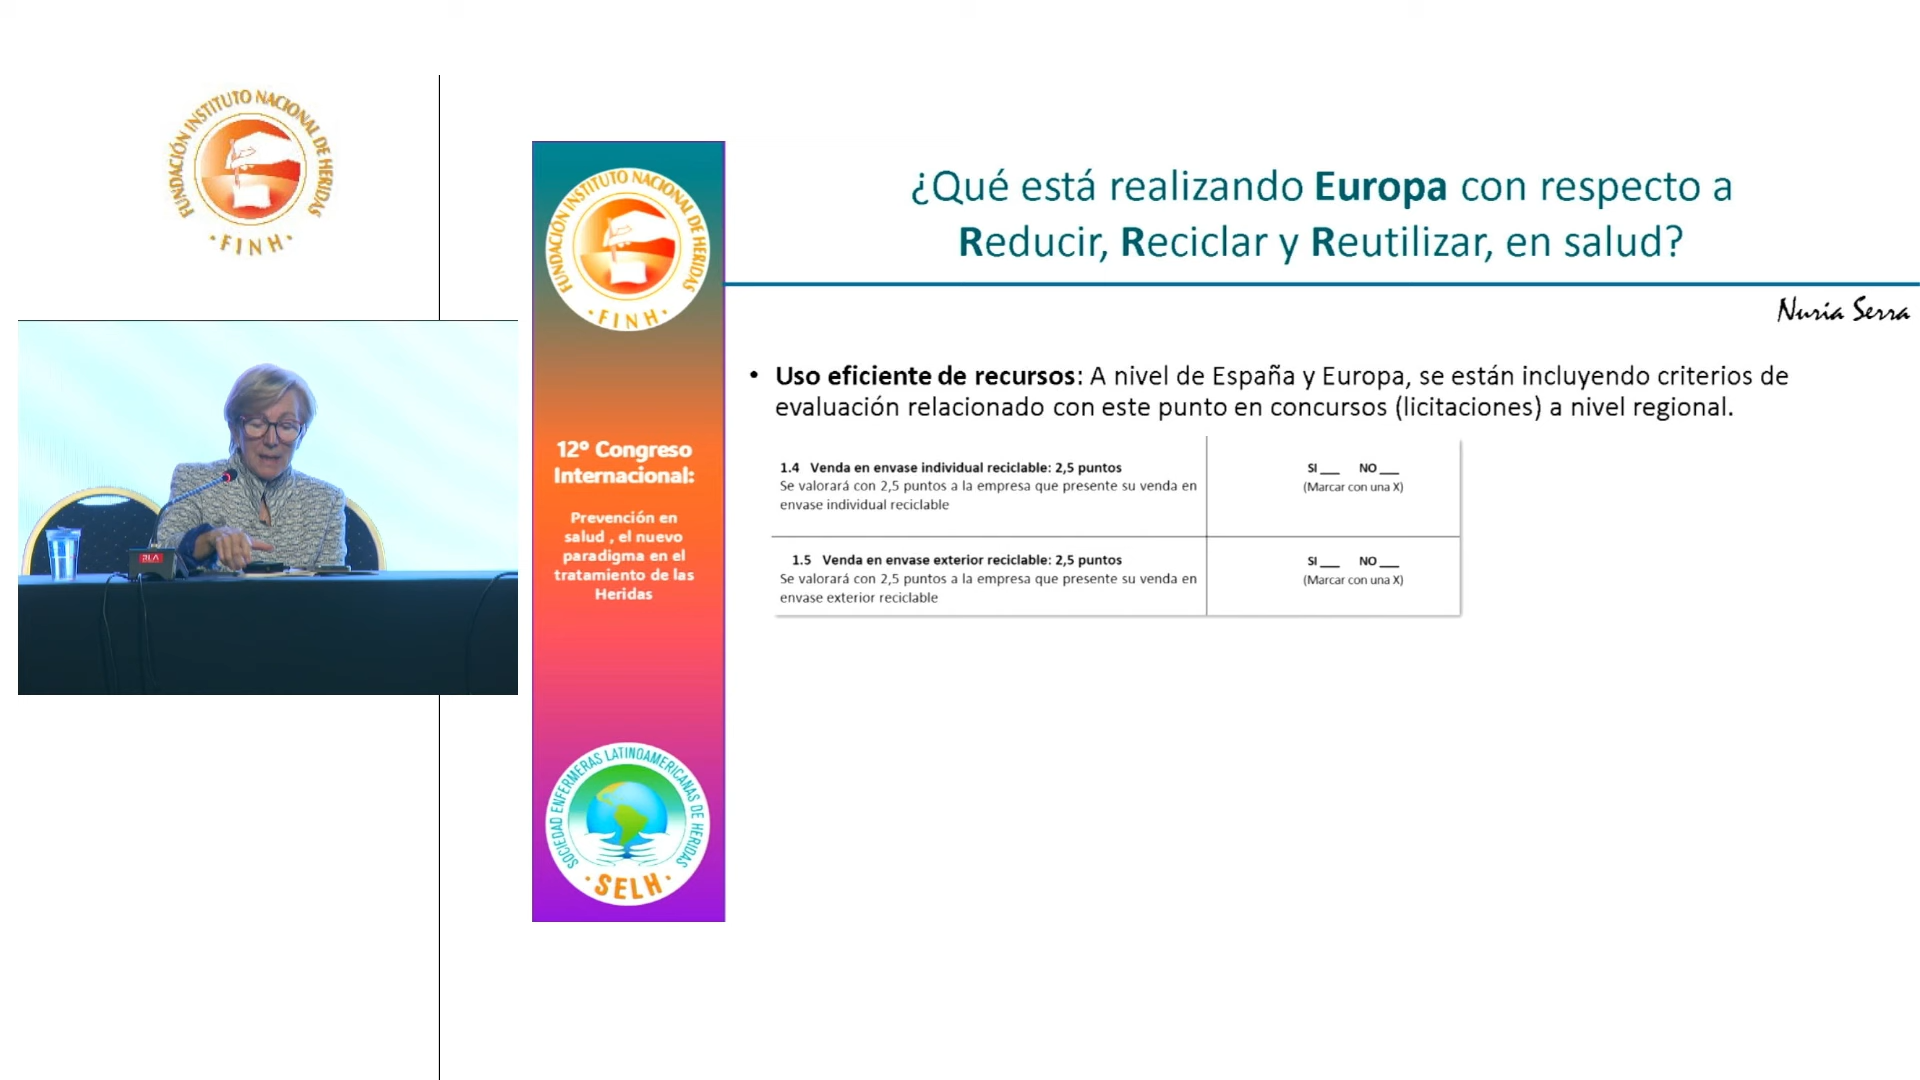 FUNDACIÓN INSTITUTO NACIONAL DE HERIDAS
·FINH·
FUNDACIÓN INSTITUTO NACIONAL DE HERIDAS
·FINH·
12º Congreso
Internacional:
Prevención en
salud , el nuevo
paradigma en el
tratamiento de las
Heridas
SOCIEDAD ENFERMERAS LATINOAMERICANAS DE HERIDAS
·SELH·
¿Qué está realizando Europa con respecto a
Reducir, Reciclar y Reutilizar, en salud?
Nuria Serra
• Uso eficiente de recursos: A nivel de España y Europa, se están incluyendo criterios de
evaluación relacionado con este punto en concursos (licitaciones) a nivel regional.
1.4 Venda en envase individual reciclable: 2,5 puntos
Se valorará con 2,5 puntos a la empresa que presente su venda en
envase individual reciclable
SI ___ NO ___
(Marcar con una X)
1.5 Venda en envase exterior reciclable: 2,5 puntos
Se valorará con 2,5 puntos a la empresa que presente su venda en
envase exterior reciclable
SI ___ NO ___
(Marcar con una X)